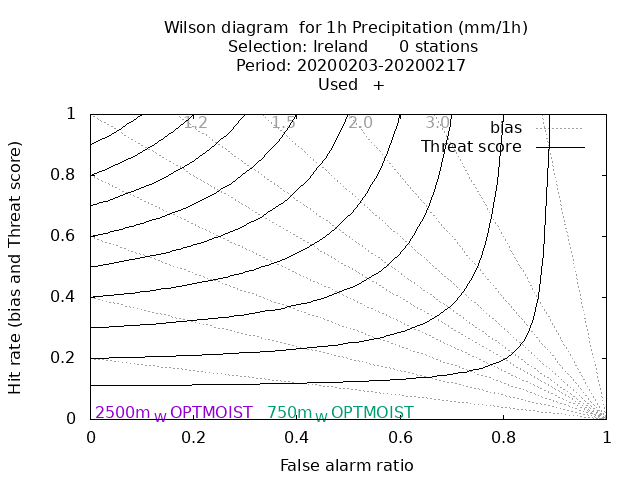 Wilson diagram  for 1h Precipitation (mm/1h)
Selection: Ireland      0 stations
Period: 20200203-20200217
Used   +
1.2 1.5 2.0 3.0
bias
Threat score
Hit rate (bias and Threat score)
1
0.8
0.6
0.4
0.2
0
2500m W OPTMOIST 750m W OPTMOIST
0 0.2 0.4 0.6 0.8 1
False alarm ratio